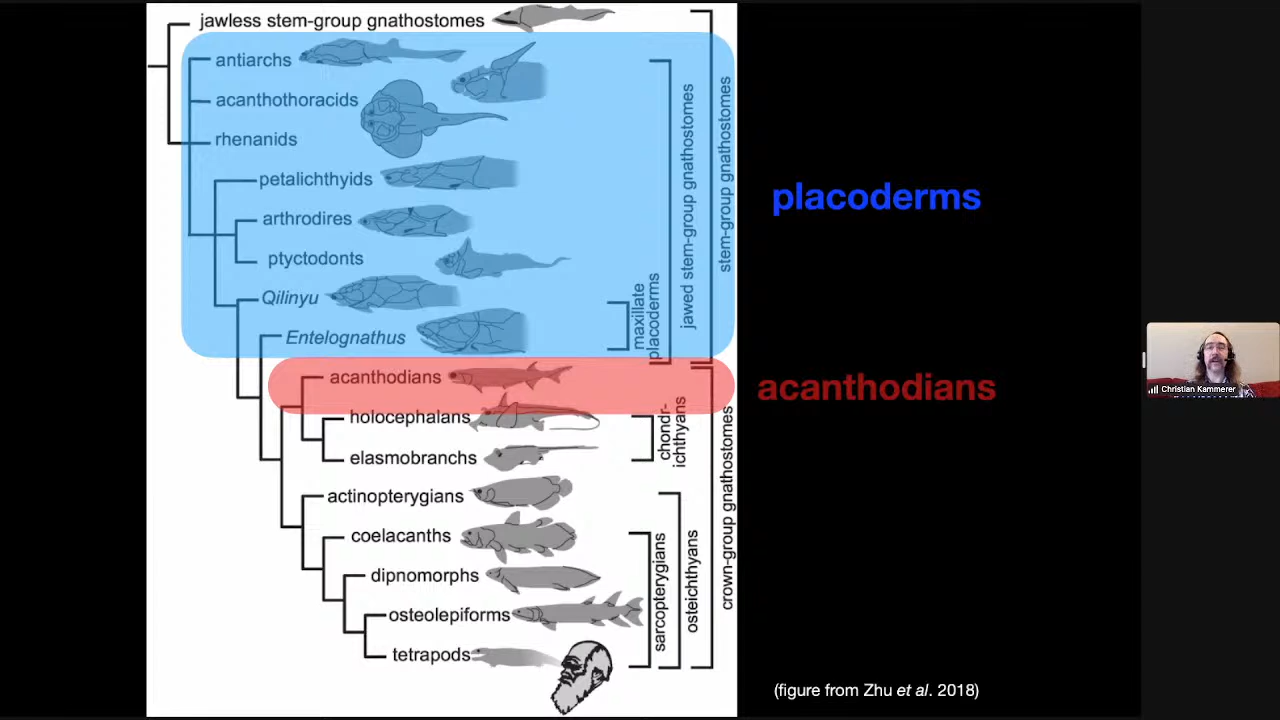 jawless stem-group gnathostomes
antiarchs
acanthothoracids
rhenanids
petalichthyids
arthrodires
ptyctodonts
Qilinyu
Entelognathus
acanthodians
holocephalans
elasmobranchs
actinopterygians
coelacanths
dipnomorphs
osteolepiforms
tetrapods
maxillate
placoderms
jawed stem-group gnathostomes
stem-group gnathostomes
chondr-
ichthyans
sarcopterygians
osteichthyans
crown-group gnathostomes
placoderms
acanthodians
(figure from Zhu et al. 2018)
Christian Kammerer